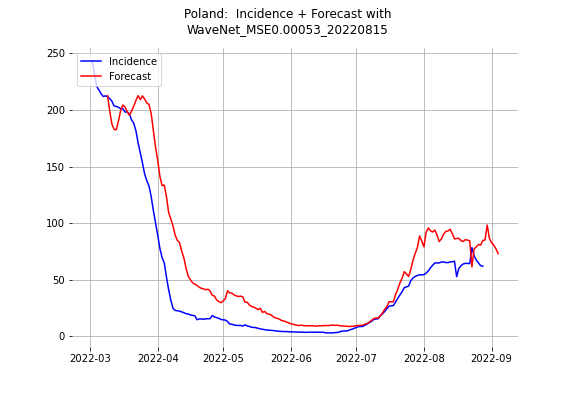 Poland:  Incidence + Forecast with
WaveNet_MSE0.00053_20220815
250
200
150
100
50
0
Incidence
Forecast
2022-03 2022-04 2022-05 2022-06 2022-07 2022-08 2022-09